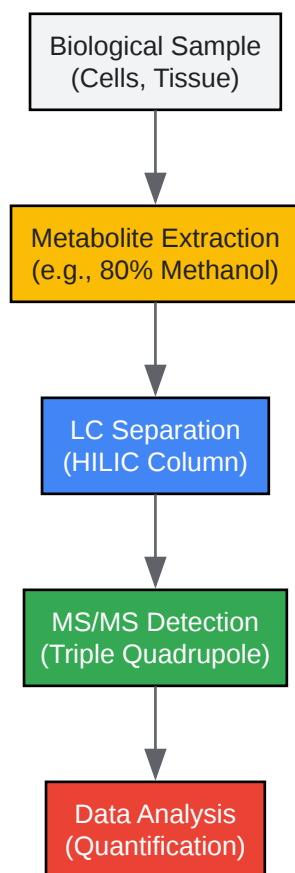 Biological Sample
(Cells, Tissue)
Metabolite Extraction
(e.g., 80% Methanol)
LC Separation
(HILIC Column)
MS/MS Detection
(Triple Quadrupole)
Data Analysis
(Quantification)